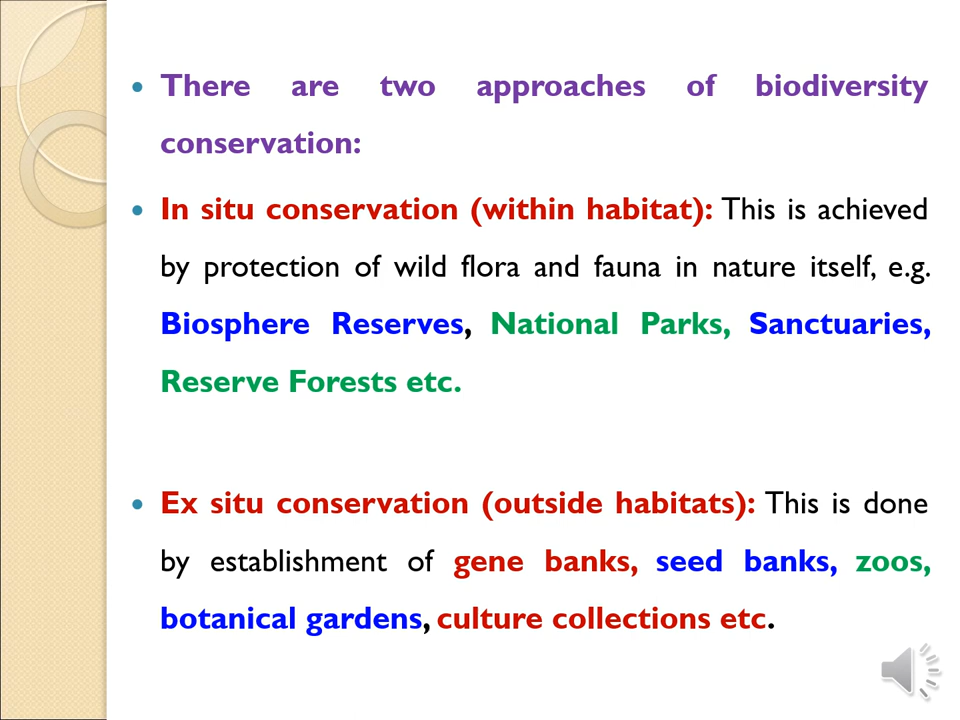 • There are two approaches of biodiversity
conservation:
• In situ conservation (within habitat): This is achieved
by protection of wild flora and fauna in nature itself, e.g.
Biosphere Reserves, National Parks, Sanctuaries,
Reserve Forests etc.
• Ex situ conservation (outside habitats): This is done
by establishment of gene banks, seed banks, zoos,
botanical gardens, culture collections etc.